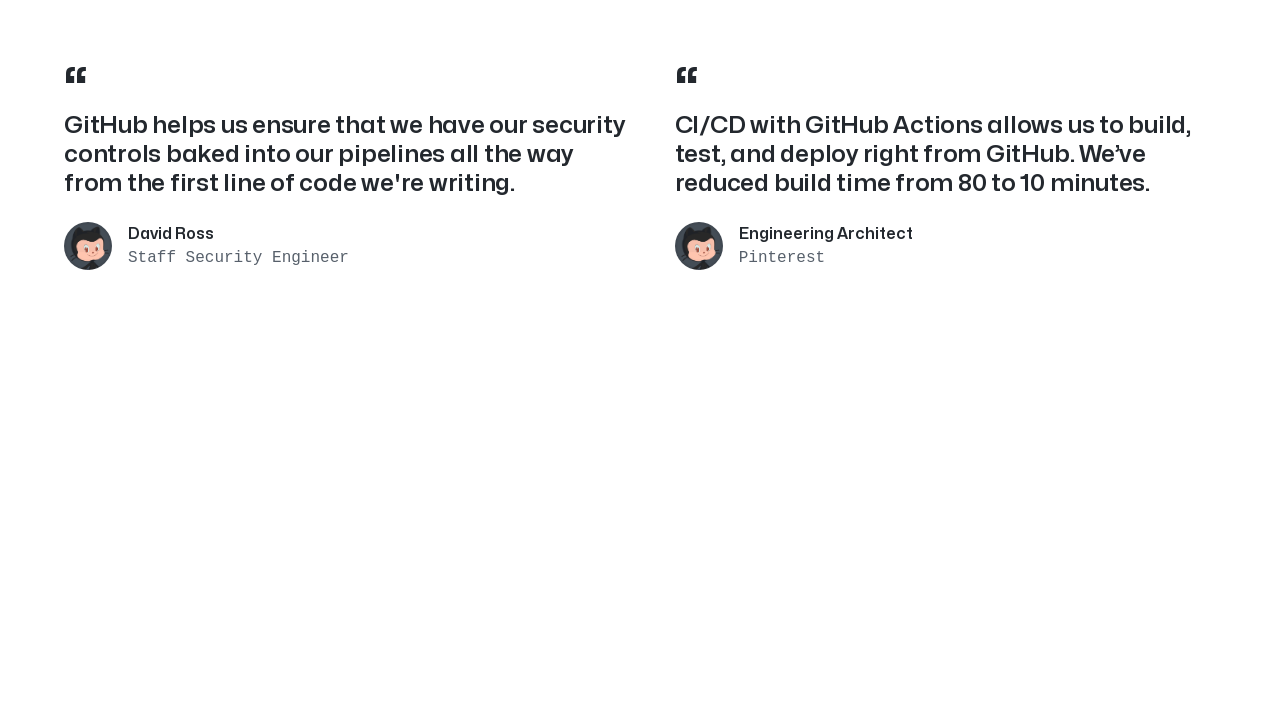 “
GitHub helps us ensure that we have our security
controls baked into our pipelines all the way
from the first line of code we're writing.
David Ross
Staff Security Engineer
“
CI/CD with GitHub Actions allows us to build,
test, and deploy right from GitHub. We’ve
reduced build time from 80 to 10 minutes.
Engineering Architect
Pinterest